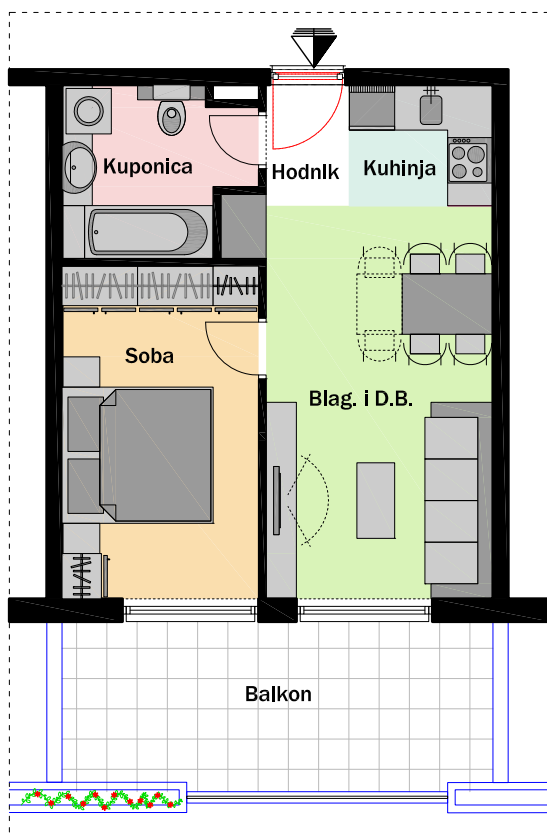 Kuponica
Hodnik
Kuhinja
Soba
Blag. i D.B.
Balkon